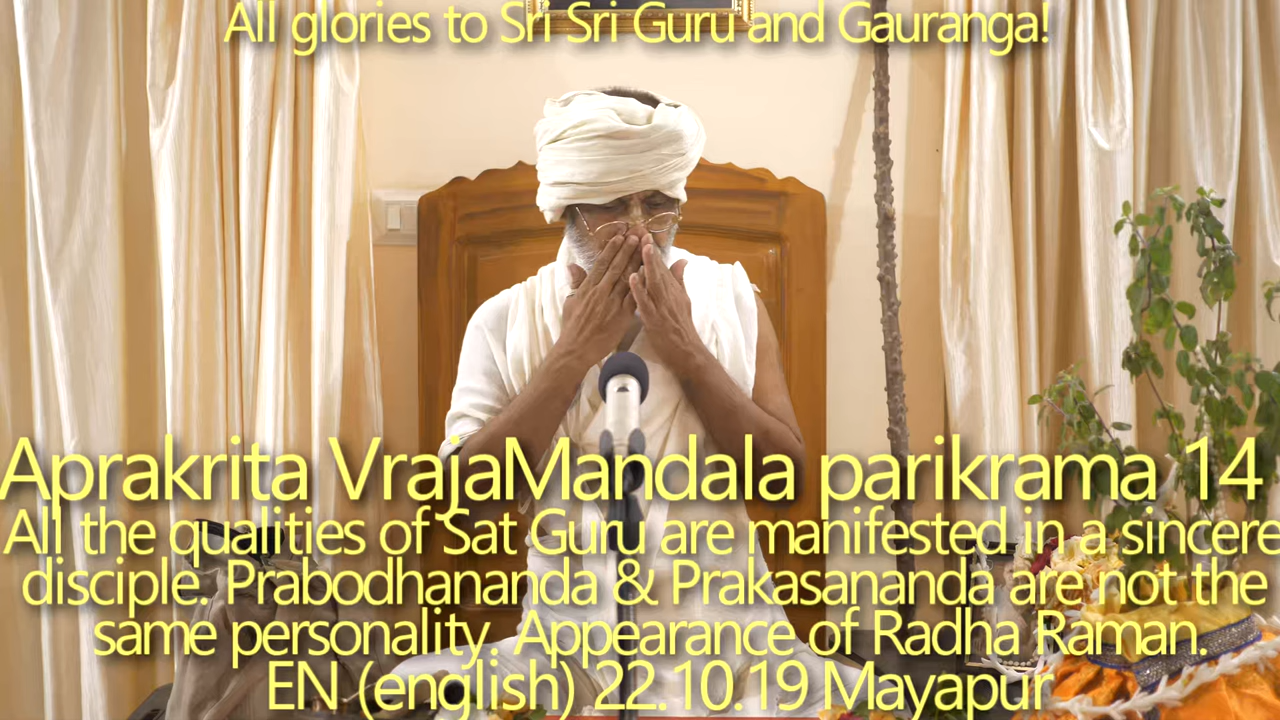 All glories to Sri Sri Guru and Gauranga!
Aprakrita VrajaMandala parikrama 14
All the qualities of Sat Guru are manifested in a sincere
disciple. Prabodhananda & Prakasananda are not the
same personality. Appearance of Radha Raman.
EN (english) 22.10.19 Mayapur